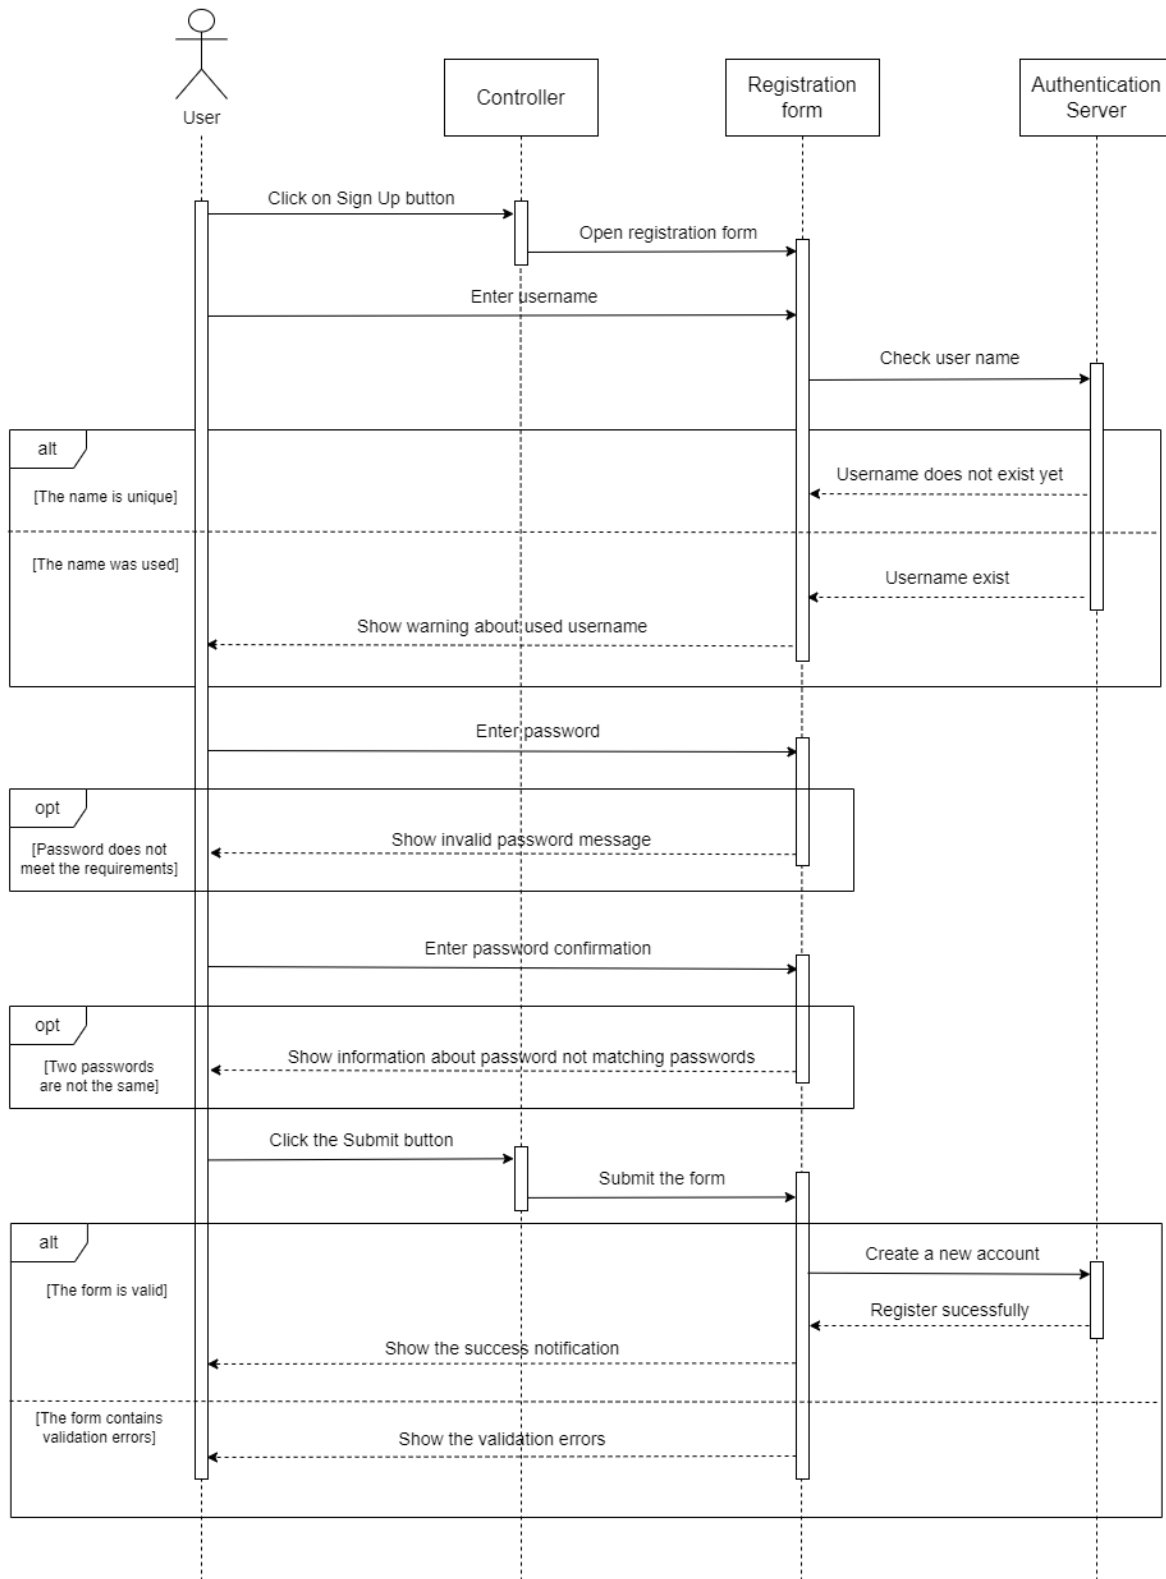 User
Controller
Registration
form
Authentication
Server
Click on Sign Up button
Open registration form
Enter username
Check user name
alt
[The name is unique]
Username does not exist yet
[The name was used]
Username exist
Show warning about used username
Enter password
opt
[Password does not
meet the requirements]
Show invalid password message
Enter password confirmation
opt
[Two passwords
are not the same]
Show information about password not matching passwords
Click the Submit button
Submit the form
alt
[The form is valid]
Create a new account
Register sucessfully
Show the success notification
[The form contains
validation errors]
Show the validation errors